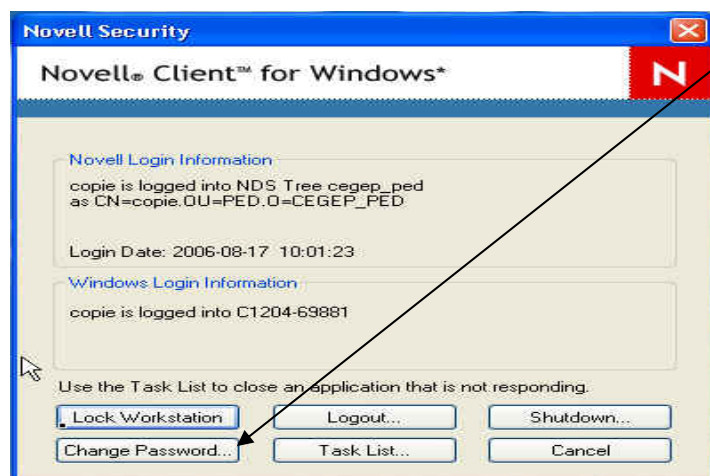 Novell Security
Novell® Client™ for Windows*
N
Novell Login Information
copie is logged into NDS Tree cegep_ped
as CN=copie.OU=PED.O=CEGEP_PED
Login Date: 2006-08-17 10:01:23
Windows Login Information
copie is logged into C1204-69881
Use the Task List to close an application that is not responding.
Lock Workstation
Logout...
Shutdown...
Change Password...
Task List...
Cancel